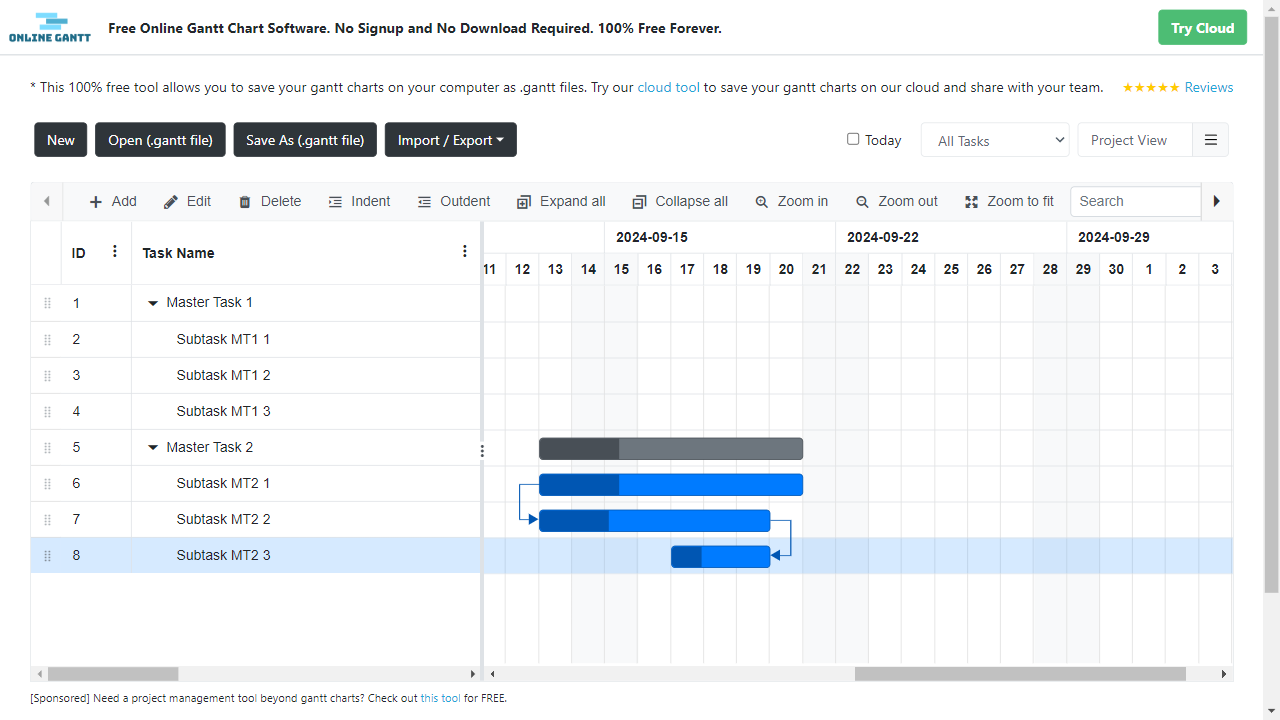 ONLINE GANTT
Free Online Gantt Chart Software. No Signup and No Download Required. 100% Free Forever.
Try Cloud
* This 100% free tool allows you to save your gantt charts on your computer as .gantt files. Try our cloud tool to save your gantt charts on our cloud and share with your team.
★★★★★ Reviews
New Open (.gantt file) Save As (.gantt file) Import / Export
Today All Tasks Project View
Add Edit Delete Indent Outdent Expand all Collapse all Zoom in Zoom out Zoom to fit Search
2024-09-15 2024-09-22 2024-09-29
ID Task Name
11 12 13 14 15 16 17 18 19 20 21 22 23 24 25 26 27 28 29 30 1 2 3
1 Master Task 1
2 Subtask MT1 1
3 Subtask MT1 2
4 Subtask MT1 3
5 Master Task 2
6 Subtask MT2 1
7 Subtask MT2 2
8 Subtask MT2 3
[Sponsored] Need a project management tool beyond gantt charts? Check out this tool for FREE.